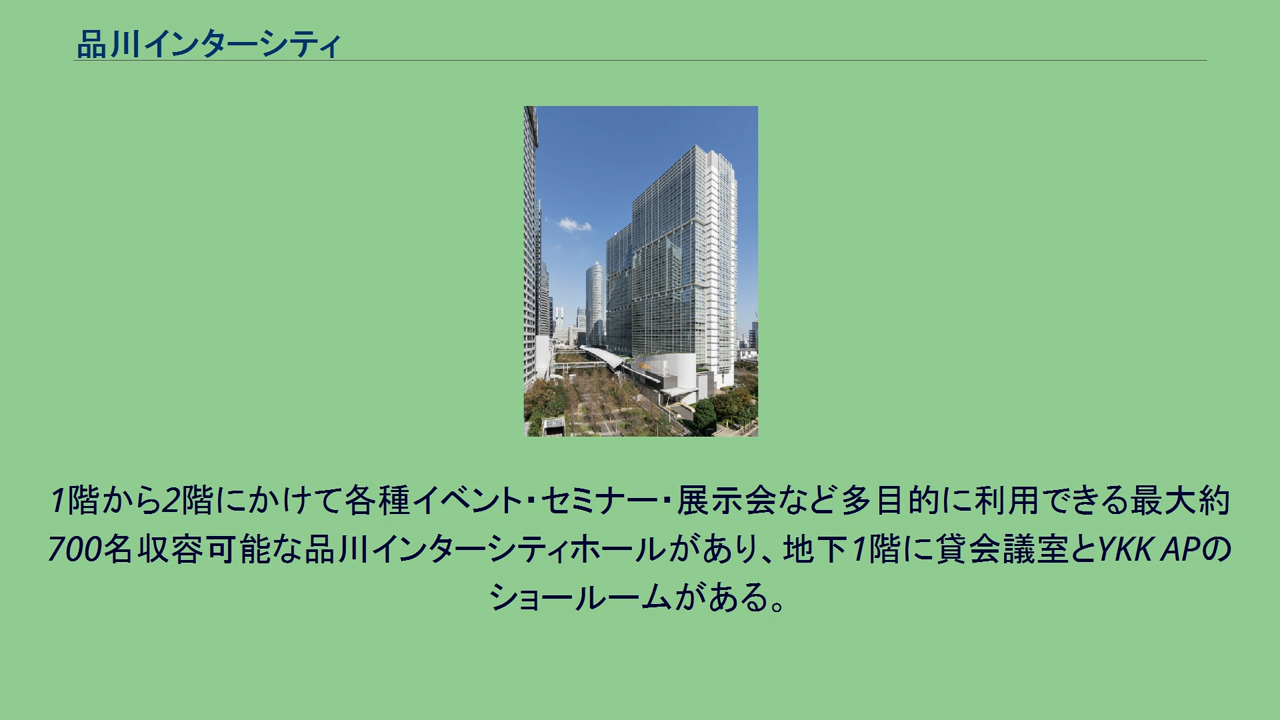 品川インターシティ
1階から2階にかけて各種イベント・セミナー・展示会など多目的に利用できる最大約
700名収容可能な品川インターシティホールがあり、地下1階に貸会議室とYKK APの
ショールームがある。